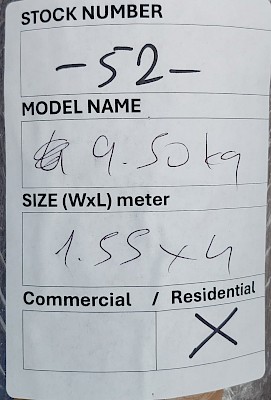 STOCK NUMBER
-52-
MODEL NAME
9.50kg
SIZE (WxL) meter
1.55x4
Commercial / Residential
X